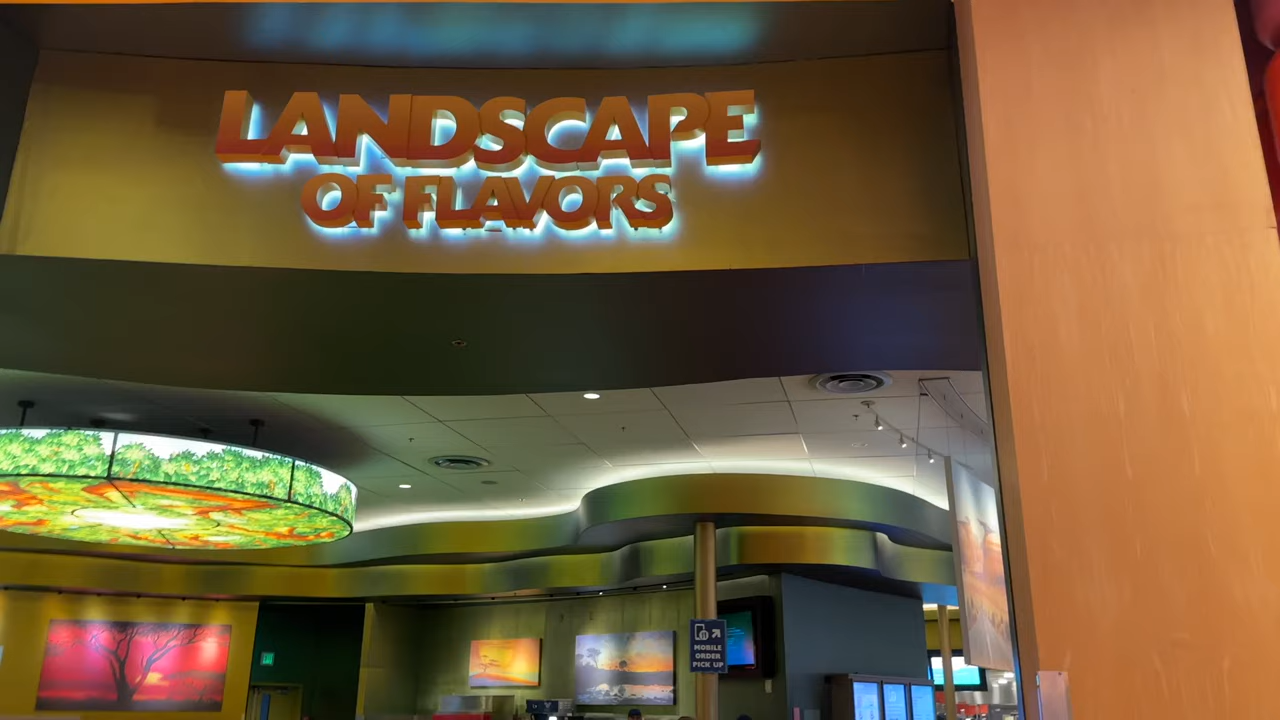 LANDSCAPE
OF FLAVORS
MOBILE
ORDER
PICK UP